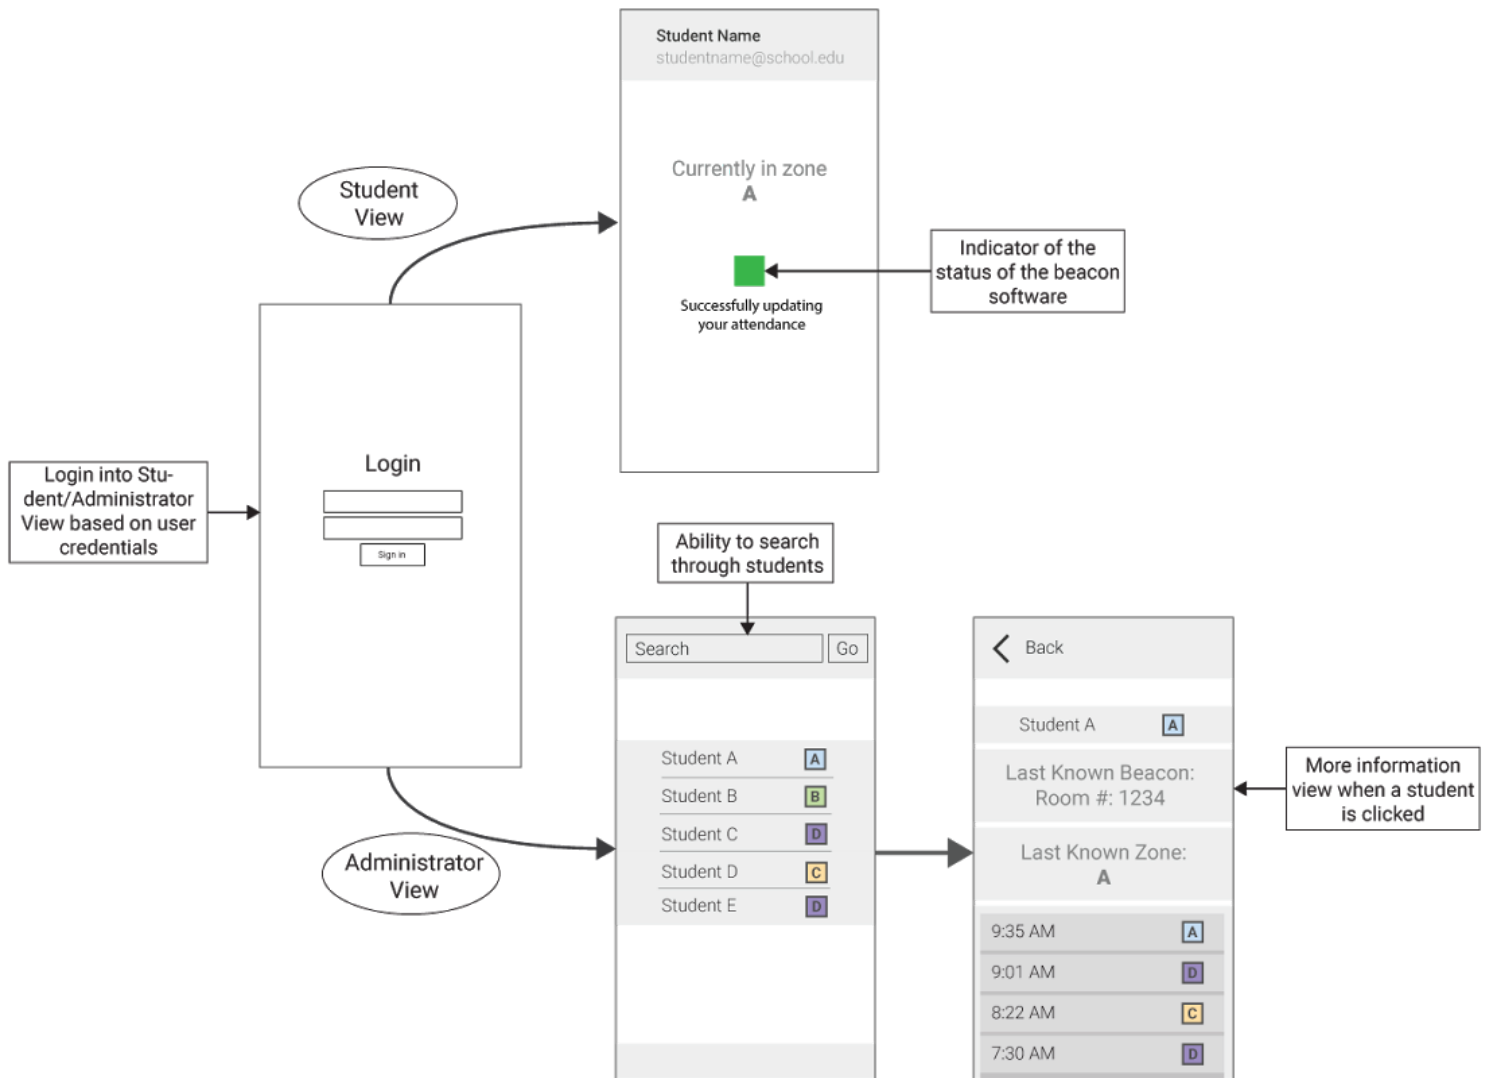 Student Name
studentname@school.edu
Currently in zone
A
Successfully updating
your attendance
Indicator of the
status of the beacon
software
Student
View
Login into Stu-
dent/Administrator
View based on user
credentials
Login
Sign in
Administrator
View
Ability to search
through students
Search
Go
Student A
A
Student B
B
Student C
D
Student D
C
Student E
D
Back
Student A
A
Last Known Beacon:
Room #: 1234
Last Known Zone:
A
9:35 AM
A
9:01 AM
D
8:22 AM
C
7:30 AM
D
More information
view when a student
is clicked